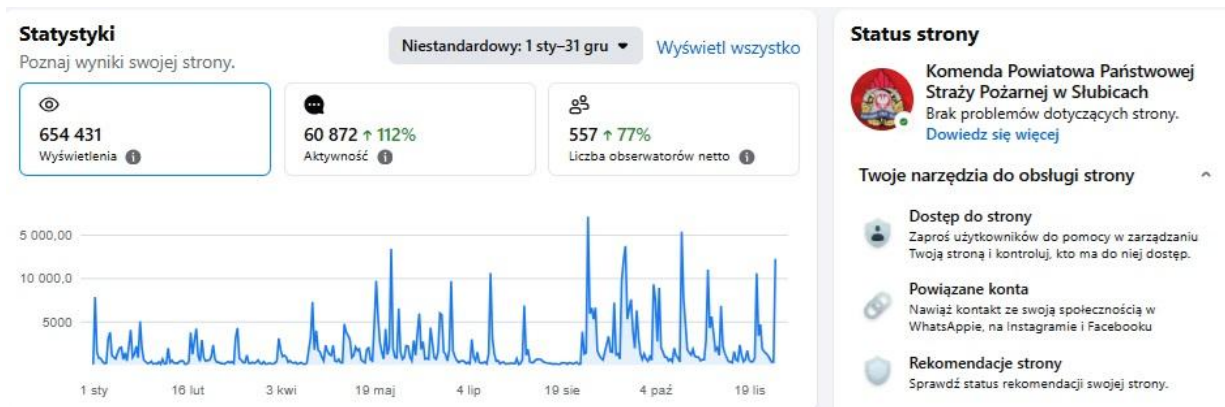 Statystyki
Poznaj wyniki swojej strony.
Niestandardowy: 1 sty–31 gru
Wyświetl wszystko
654 431
Wyświetlenia
60 872 ↑ 112%
Aktywność
557 ↑ 77%
Liczba obserwatorów netto
5 000,00
10 000,0
5000
1 sty
16 lut
3 kwi
19 maj
4 lip
19 sie
4 paź
19 lis
Status strony
Komenda Powiatowa Państwowej
Straży Pożarnej w Słubicach
Brak problemów dotyczących strony.
Dowiedz się więcej
Twoje narzędzia do obsługi strony
Dostęp do strony
Zaproś użytkowników do pomocy w zarządzaniu
Twoją stroną i kontroluj, kto ma do niej dostęp.
Powiązane konta
Nawiąż kontakt ze swoją społecznością w
WhatsAppie, na Instagramie i Facebooku
Rekomendacje strony
Sprawdź status rekomendacji swojej strony.